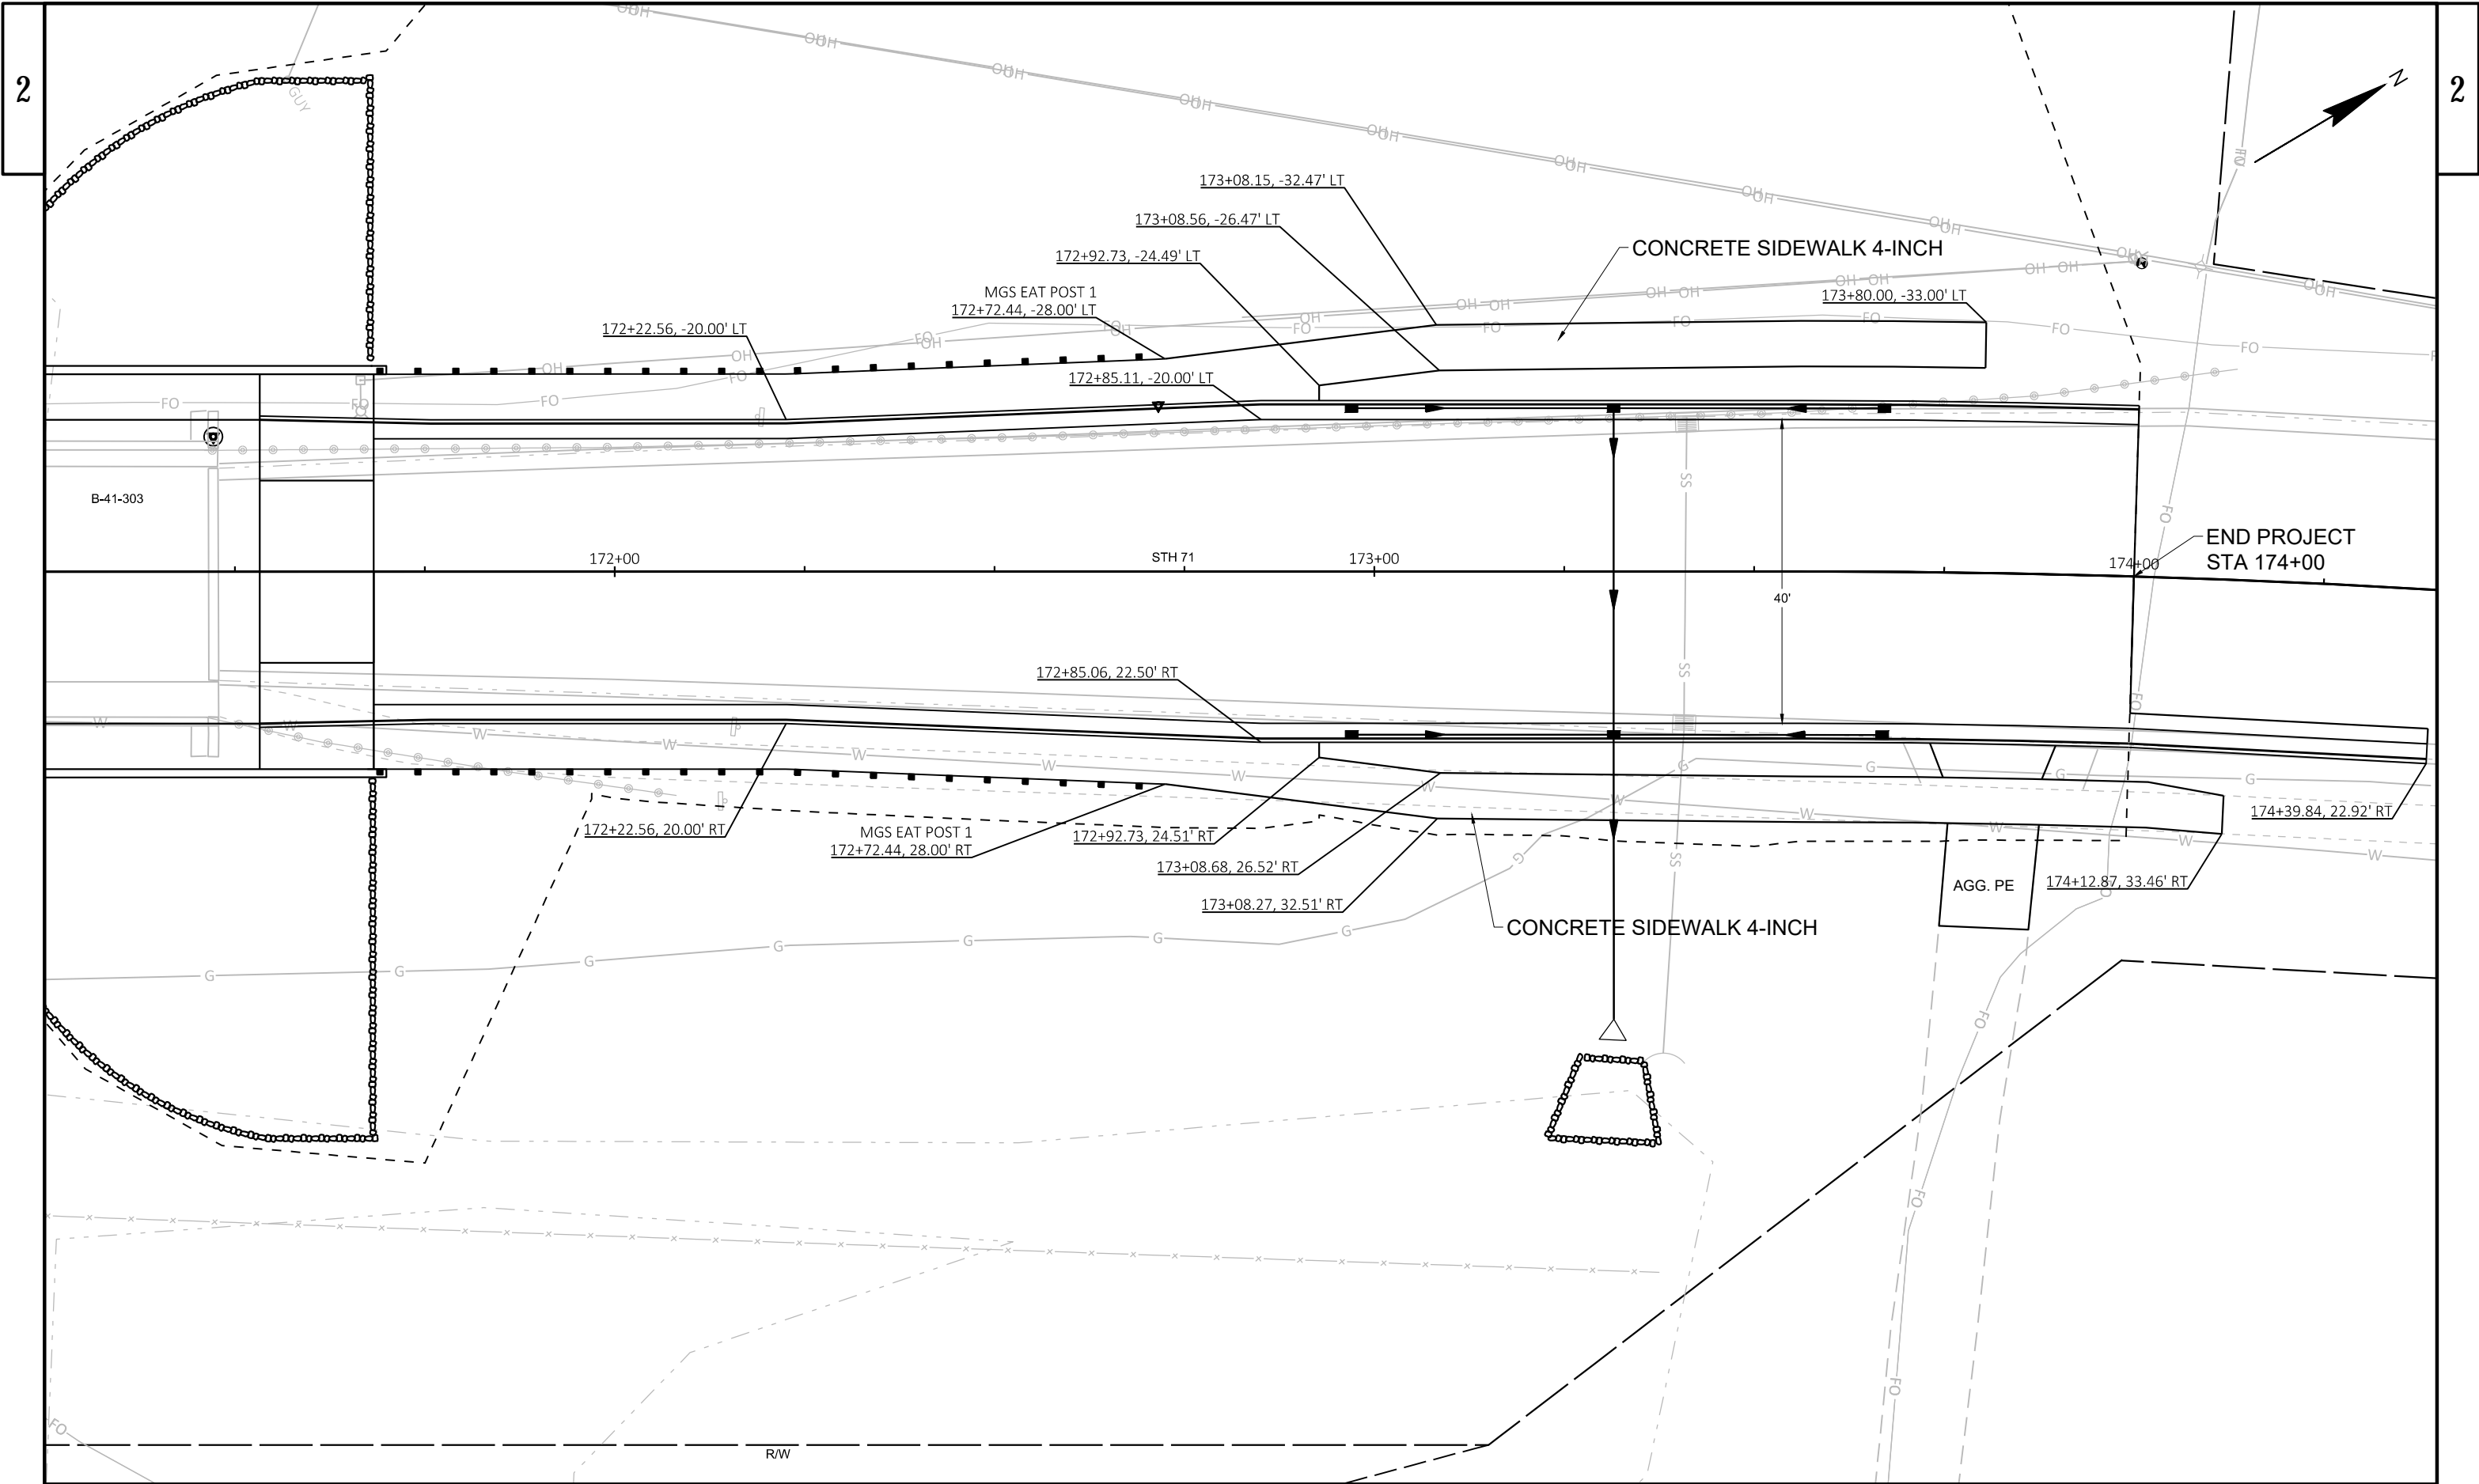 2
2
N
GUY
173+08.15, -32.47' LT
173+08.56, -26.47' LT
172+92.73, -24.49' LT
CONCRETE SIDEWALK 4-INCH
MGS EAT POST 1
172+72.44, -28.00' LT
173+80.00, -33.00' LT
172+22.56, -20.00' LT
172+85.11, -20.00' LT
B-41-303
172+00
STH 71
173+00
174+00
END PROJECT
STA 174+00
40'
172+85.06, 22.50' RT
172+22.56, 20.00' RT
MGS EAT POST 1
172+72.44, 28.00' RT
172+92.73, 24.51' RT
174+39.84, 22.92' RT
173+08.68, 26.52' RT
AGG. PE
174+12.87, 33.46' RT
173+08.27, 32.51' RT
CONCRETE SIDEWALK 4-INCH
R/W
OH
FO
SS
W
G